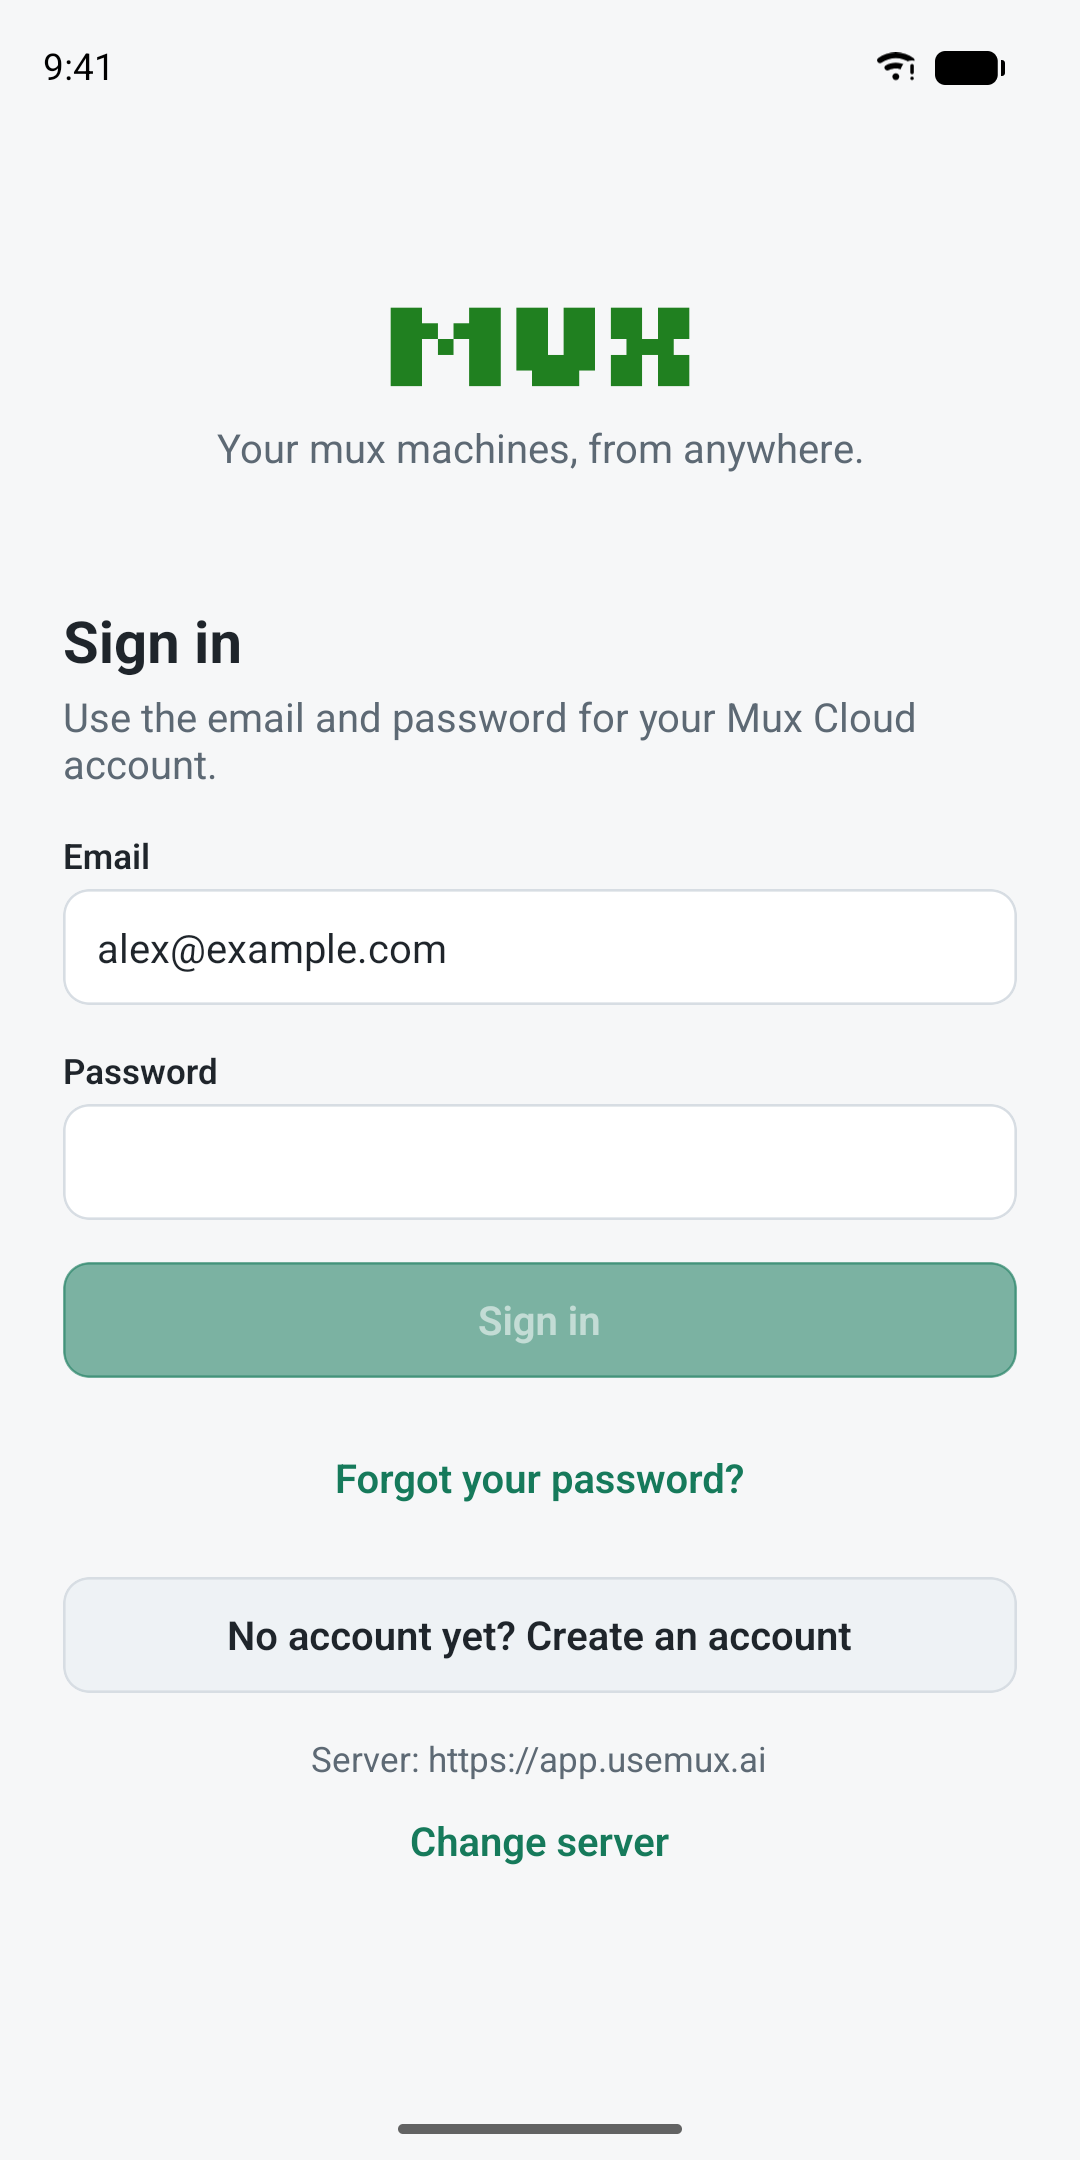 9:41
MUX
Your mux machines, from anywhere.
Sign in
Use the email and password for your Mux Cloud
account.
Email
alex@example.com
Password
Sign in
Forgot your password?
No account yet? Create an account
Server: https://app.usemux.ai
Change server